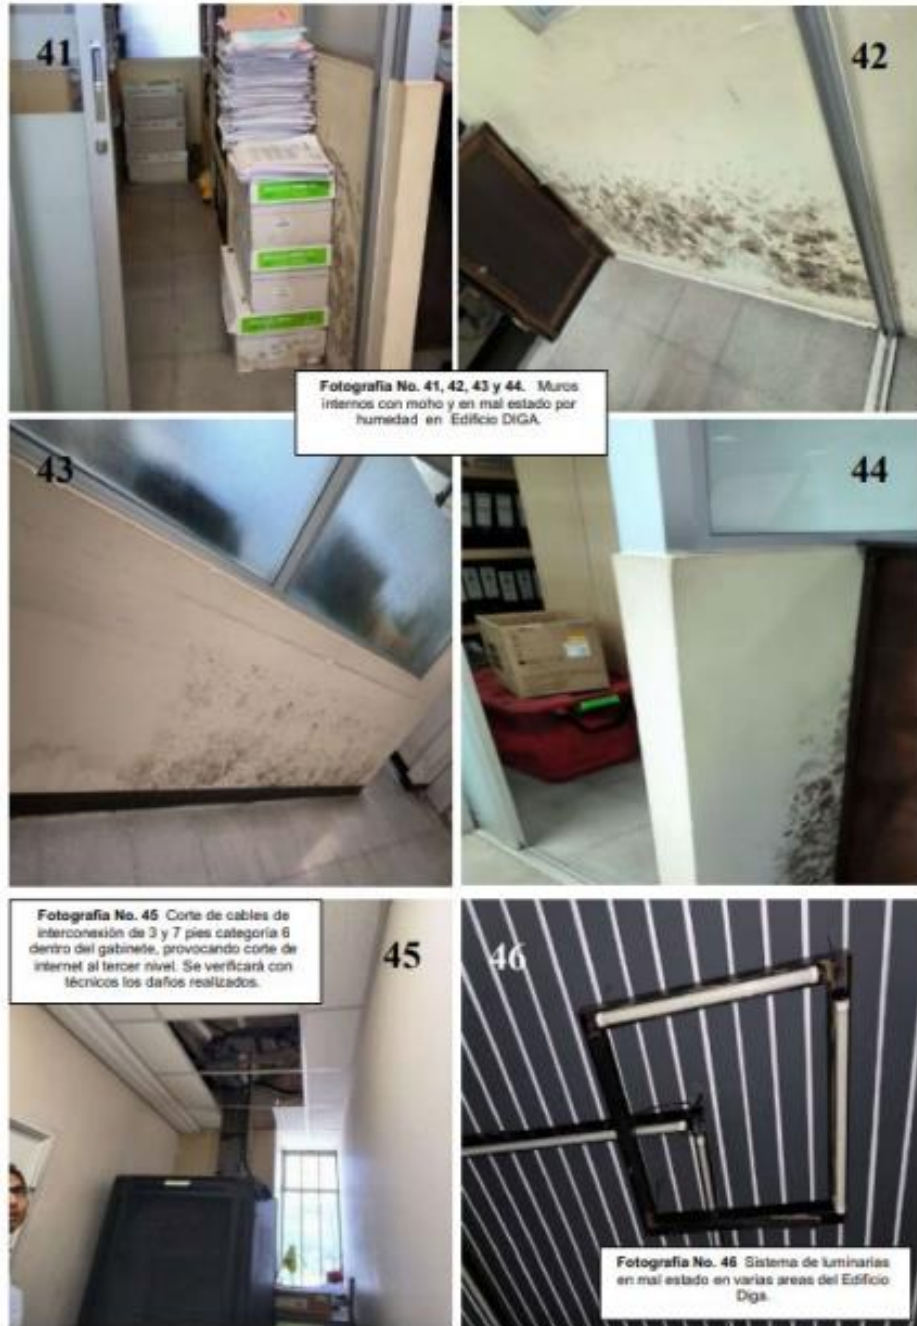 41
42
Fotografía No. 41, 42, 43 y 44. Muros
internos con moho y en mal estado por
humedad en Edificio DIGA.
43
44
Fotografía No. 45 Corte de cables de
interconexión de 3 y 7 pies categoría 6
dentro del gabinete, provocando corte de
internet al tercer nivel. Se verificará con
técnicos los daños realizados.
45
46
Fotografía No. 46 Sistema de luminarias
en mal estado en varias areas del Edificio
Diga.